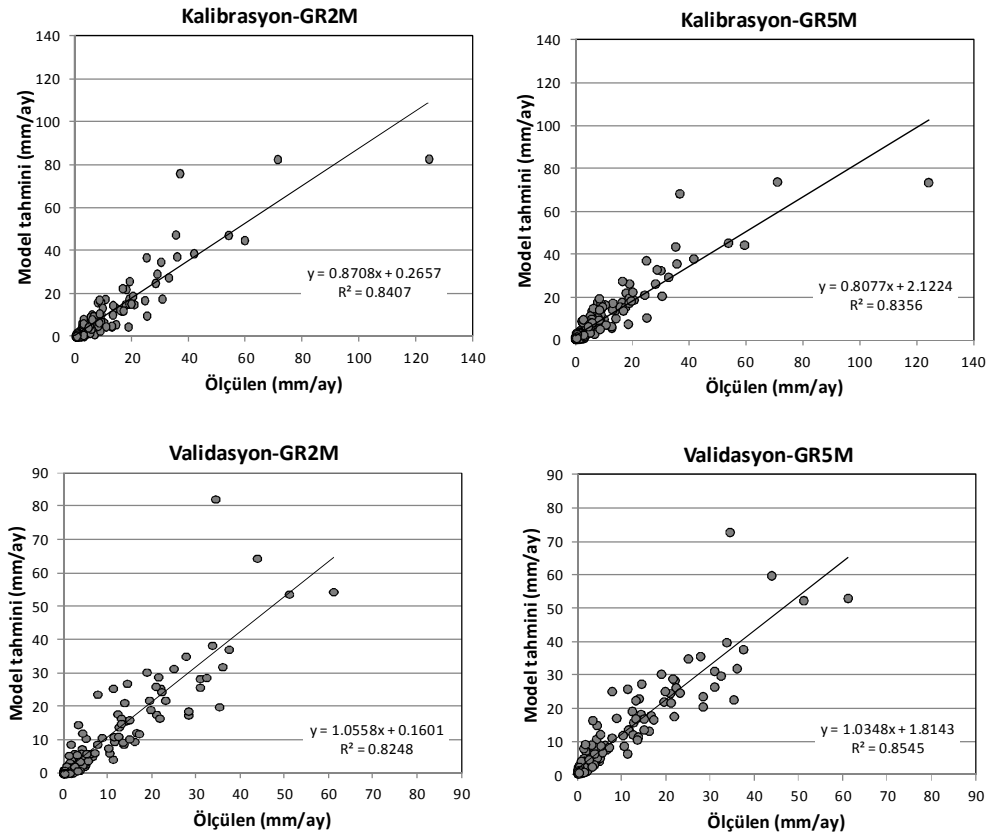 Kalibrasyon-GR2M
Model tahmini (mm/ay)
140
120
100
80
60
40
20
0
y = 0.8708x + 0.2657
R² = 0.8407
0 20 40 60 80 100 120 140
Ölçülen (mm/ay)
Kalibrasyon-GR5M
Model tahmini (mm/ay)
140
120
100
80
60
40
20
0
y = 0.8077x + 2.1224
R² = 0.8356
0 20 40 60 80 100 120 140
Ölçülen (mm/ay)
Validasyon-GR2M
Model tahmini (mm/ay)
90
80
70
60
50
40
30
20
10
0
y = 1.0558x + 0.1601
R² = 0.8248
0 10 20 30 40 50 60 70 80 90
Ölçülen (mm/ay)
Validasyon-GR5M
Model tahmini (mm/ay)
90
80
70
60
50
40
30
20
10
0
y = 1.0348x + 1.8143
R² = 0.8545
0 10 20 30 40 50 60 70 80 90
Ölçülen (mm/ay)